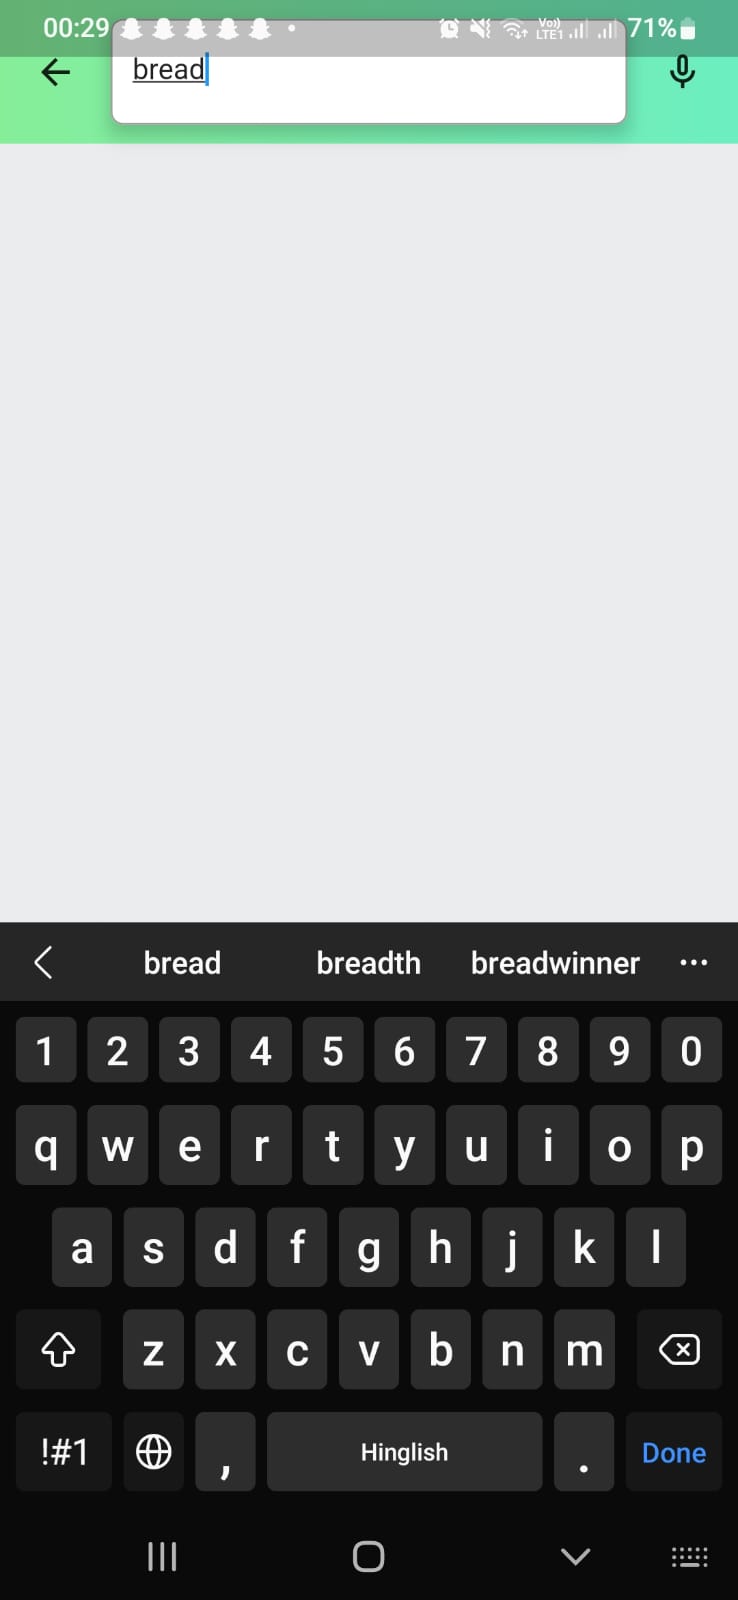 00:29 Vo) LTE1 71%
bread
bread breadth breadwinner
1 2 3 4 5 6 7 8 9 0
q w e r t y u i o p
a s d f g h j k l
z x c v b n m
!#1 , Hinglish . Done